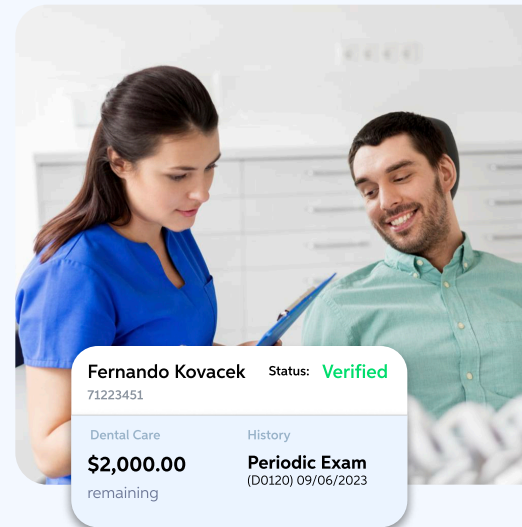 Fernando Kovacek Status: Verified
71223451
Dental Care History
$2,000.00 Periodic Exam
(D0120) 09/06/2023
remaining